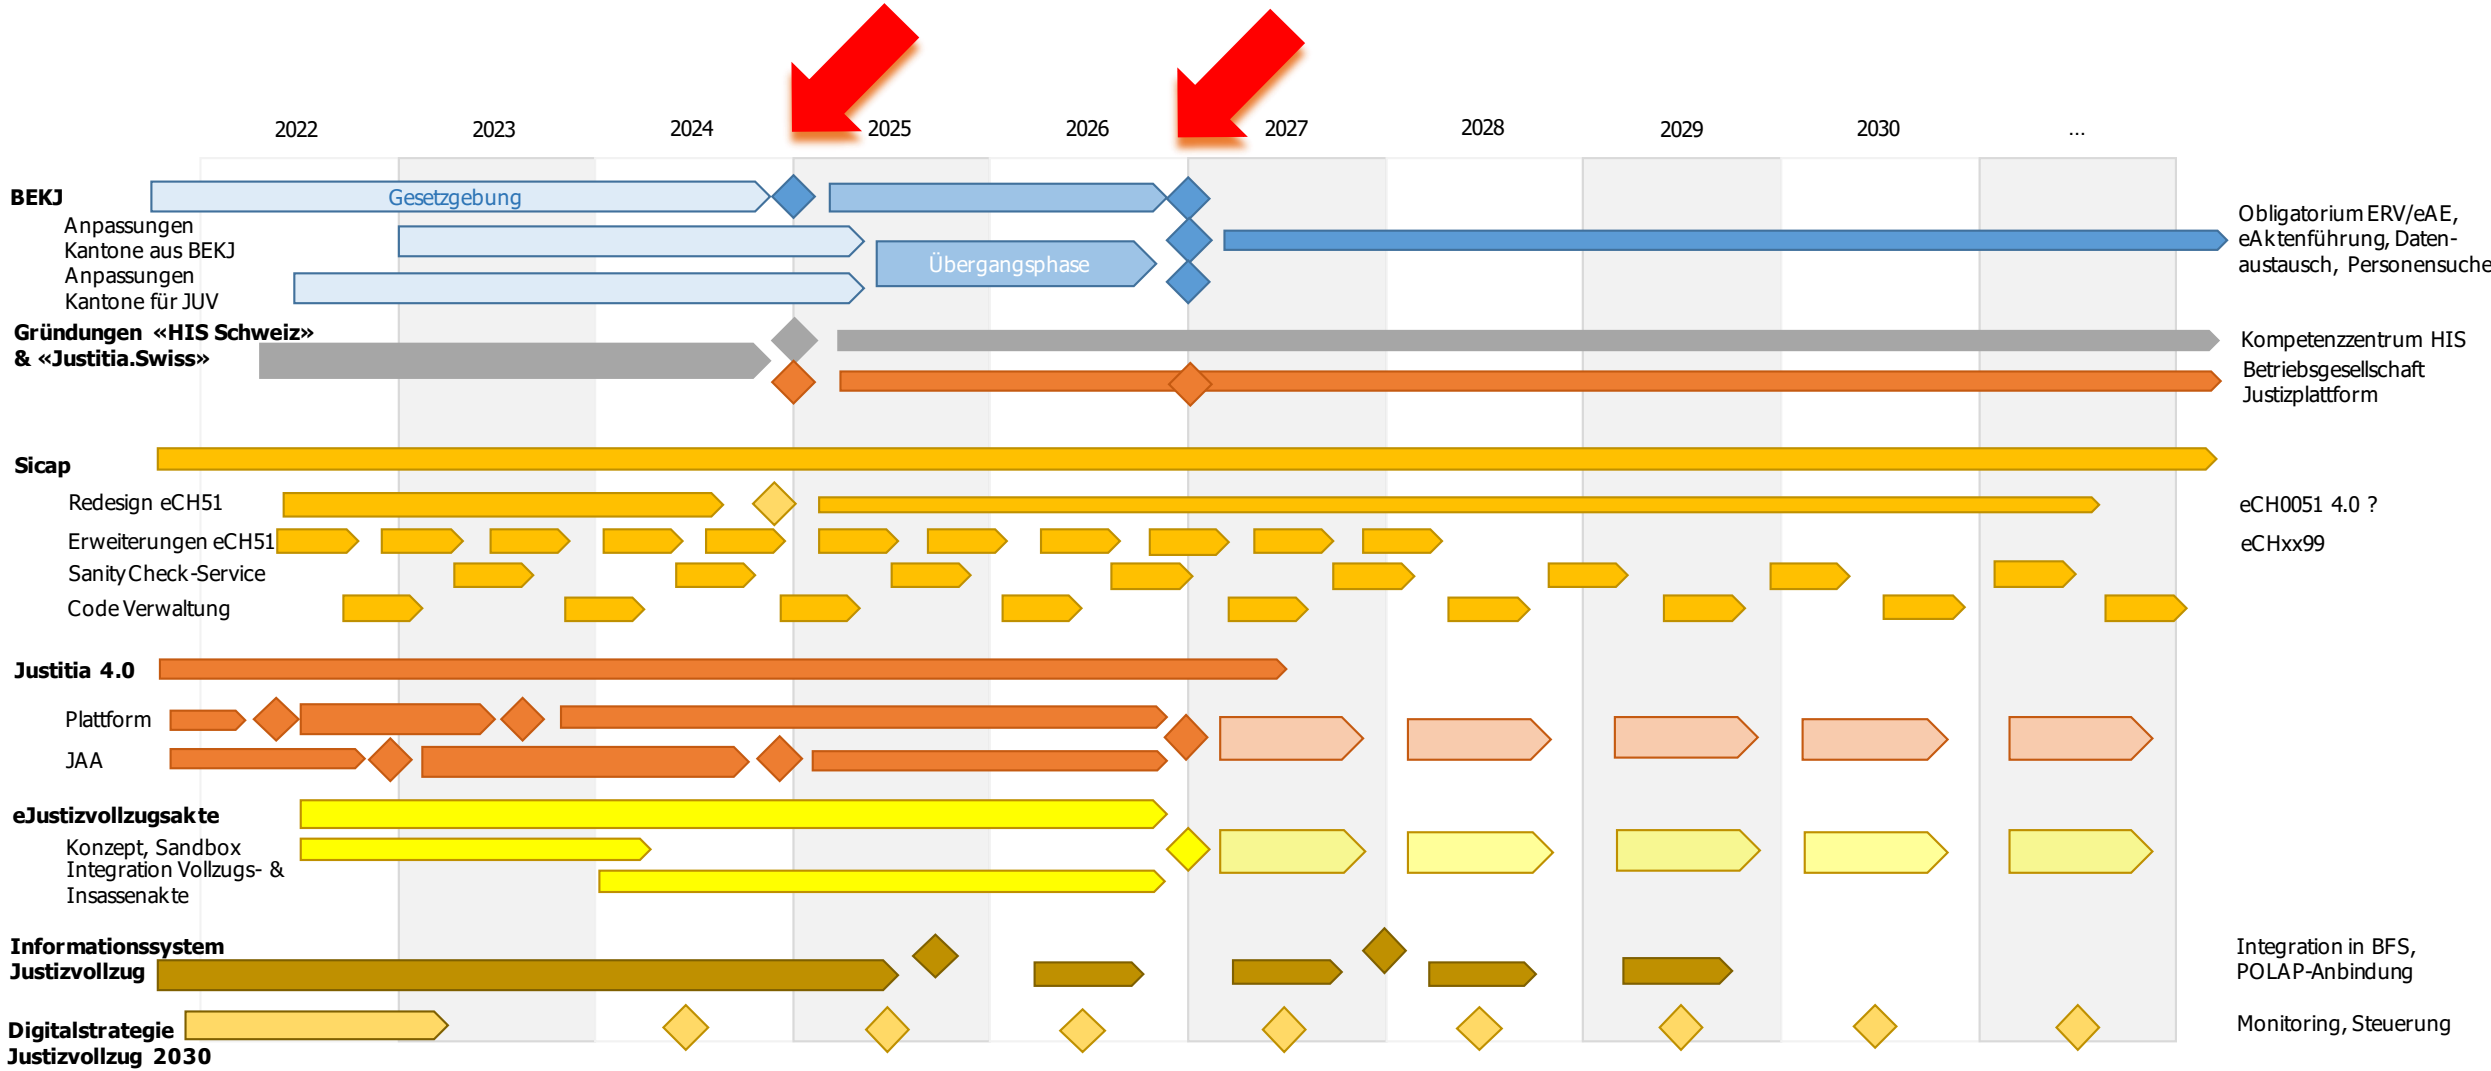 2022 2023 2024 2025 2026 2027 2028 2029 2030 ...
BEKJ
Gesetzgebung
Anpassungen
Kantone aus BEKJ
Anpassungen
Kantone für JUV
Übergangsphase
Obligatorium ERV/eAE,
eAktenführung, Daten-
austausch, Personensuche
Gründungen «HIS Schweiz»
& «Justitia.Swiss»
Kompetenzzentrum HIS
Betriebsgesellschaft
Justizplattform
Sicap
Redesign eCH51
eCH0051 4.0 ?
Erweiterungen eCH51
eCHxx99
SanityCheck-Service
Code Verwaltung
Justitia 4.0
Plattform
JAA
eJustizvollzugsakte
Konzept, Sandbox
Integration Vollzugs- &
Insassenakte
Informationssystem
Justizvollzug
Integration in BFS,
POLAP-Anbindung
Digitalstrategie
Justizvollzug 2030
Monitoring, Steuerung